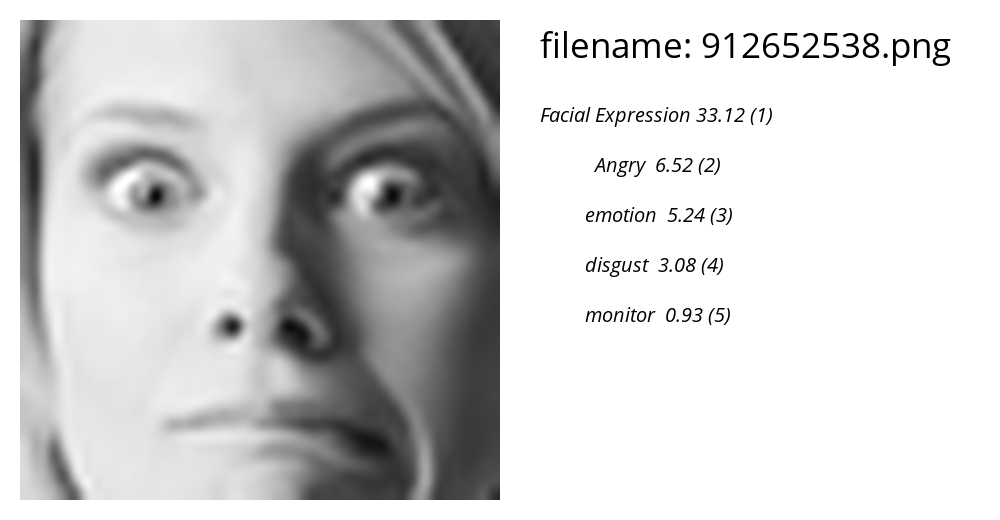 filename: 912652538.png
Facial Expression 33.12 (1)
Angry 6.52 (2)
emotion 5.24 (3)
disgust 3.08 (4)
monitor 0.93 (5)